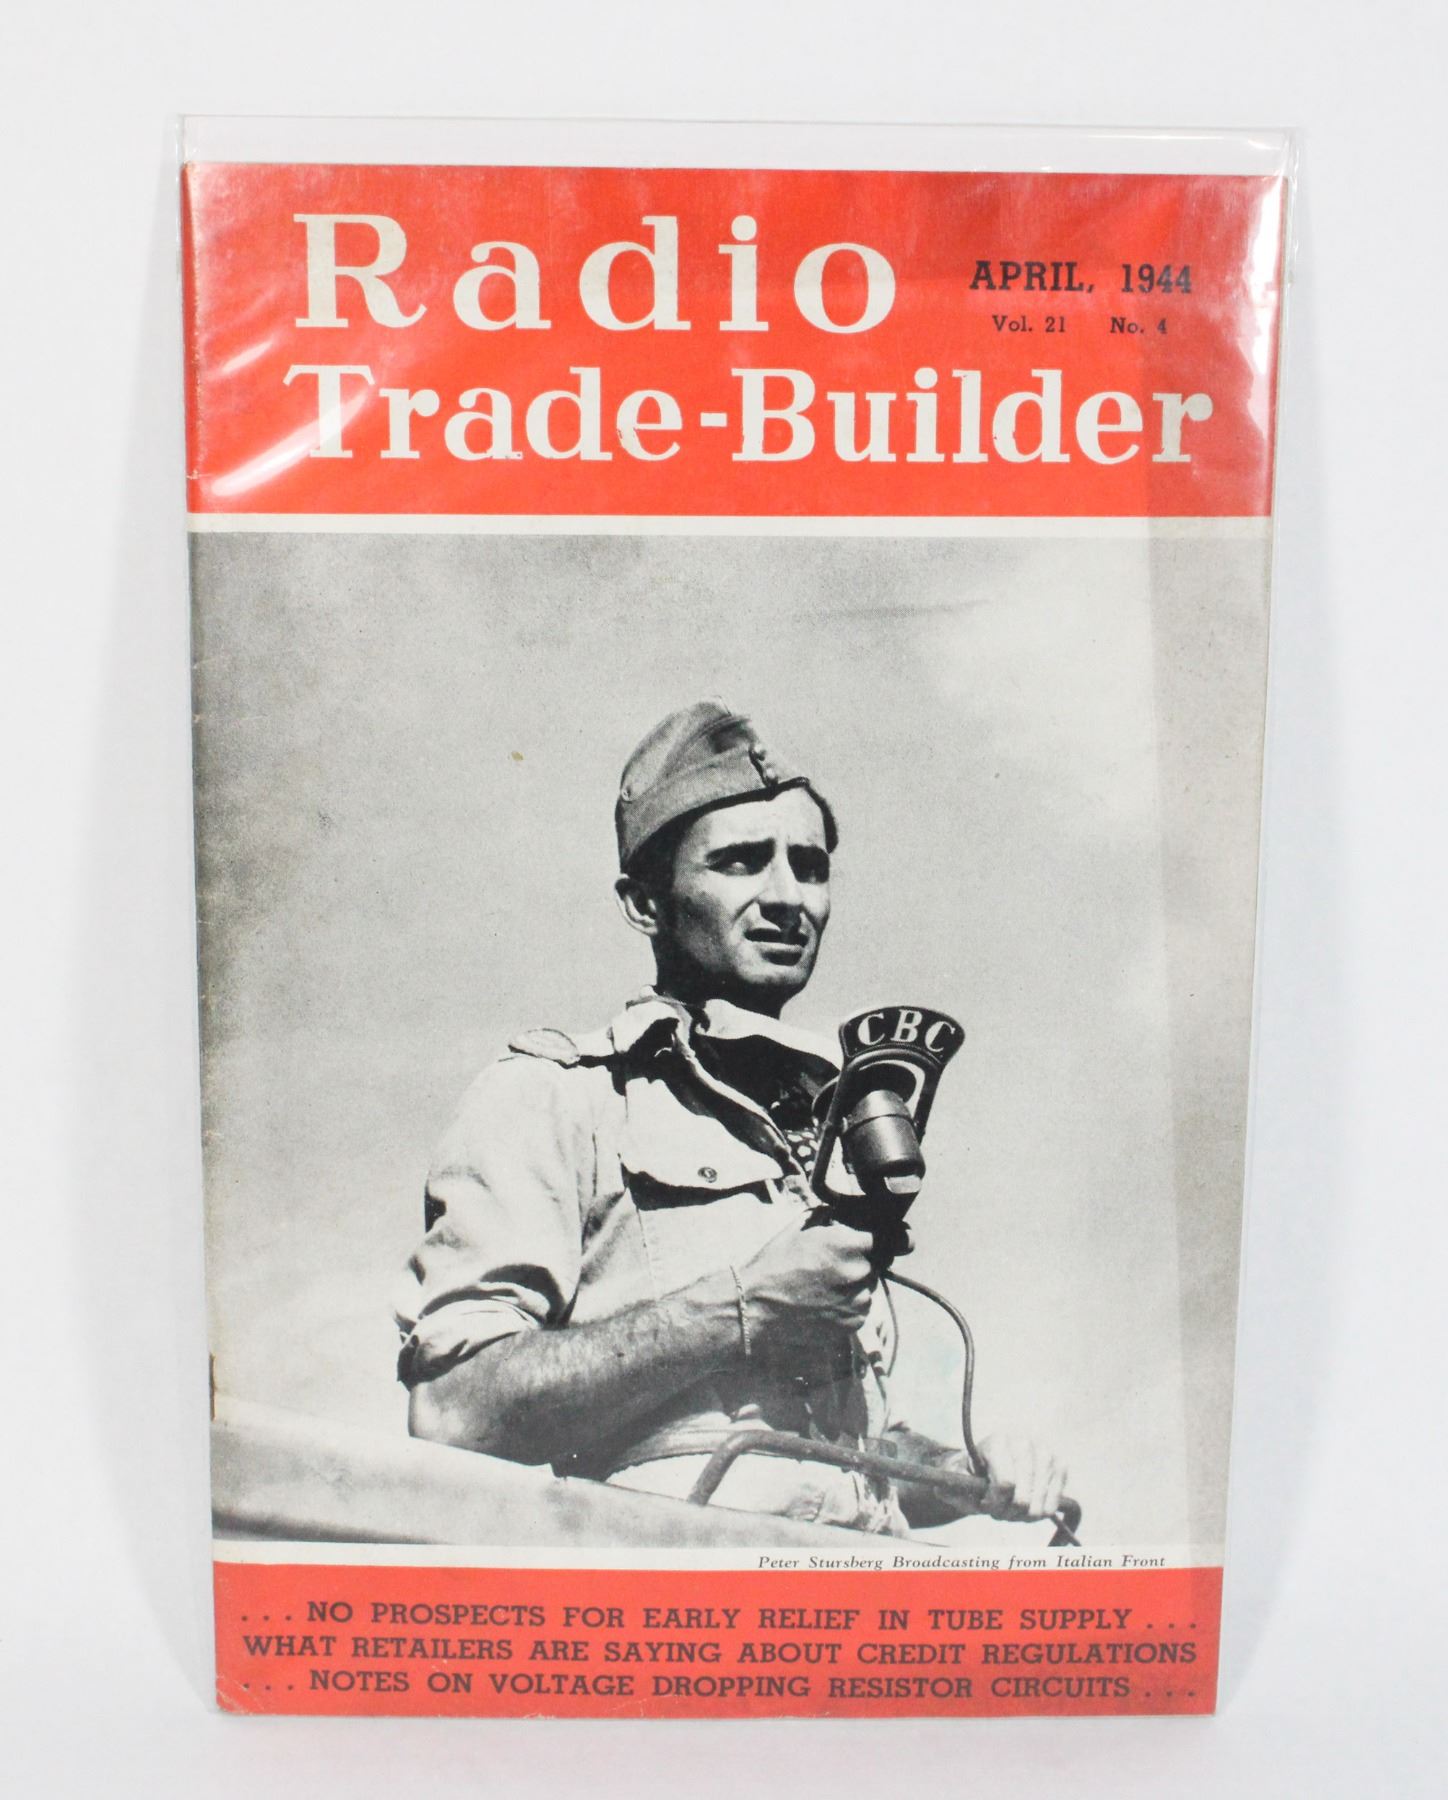 Radio
APRIL, 1944
Vol. 21 No. 4
Trade-Builder
CBC
Peter Stursberg Broadcasting from Italian Front
. . . NO PROSPECTS FOR EARLY RELIEF IN TUBE SUPPLY . . .
WHAT RETAILERS ARE SAYING ABOUT CREDIT REGULATIONS
. . . NOTES ON VOLTAGE DROPPING RESISTOR CIRCUITS . . .